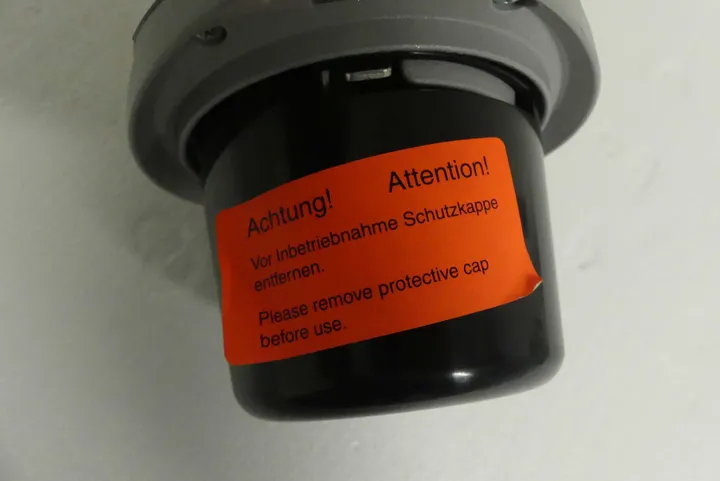 Achtung! Attention!
Vor Inbetriebnahme Schutzkappe
entfernen.
Please remove protective cap
before use.